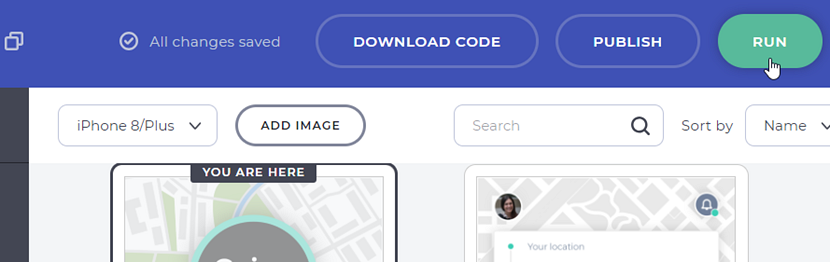 All changes saved
DOWNLOAD CODE
PUBLISH
RUN
iPhone 8/Plus
ADD IMAGE
Search
Sort by
Name
YOU ARE HERE
Your location